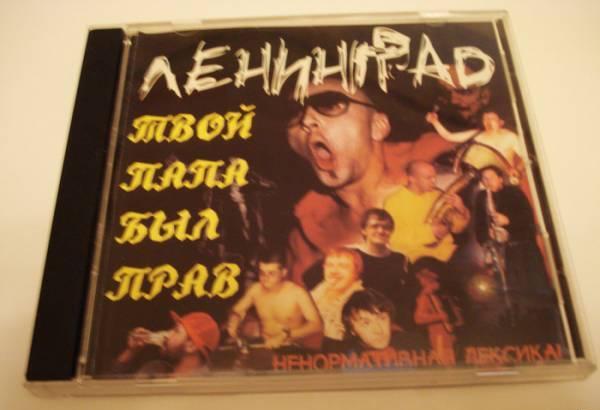 ЛЕНИНГРАД
ТВОЙ
ПАПА
БЫЛ
ПРАВ
НЕНОРМАТИВНАЯ ЛЕКСИКА!